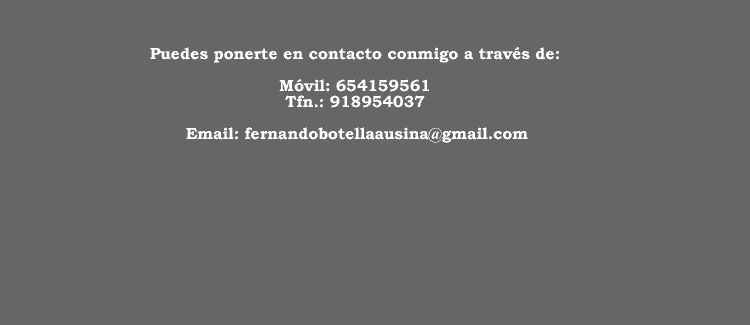 Puedes ponerte en contacto conmigo a través de:
Móvil: 654159561
Tfn.: 918954037
Email: fernandobotellaausina@gmail.com